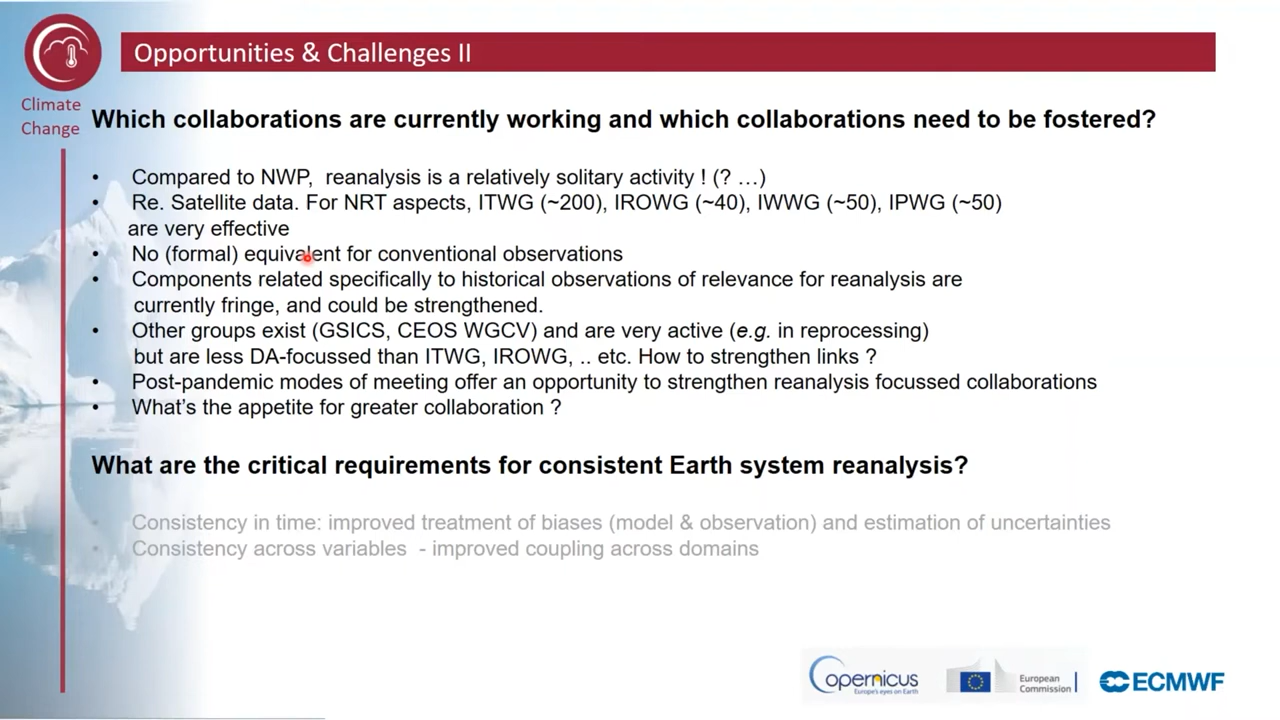 Opportunities & Challenges II
Climate
Change
Which collaborations are currently working and which collaborations need to be fostered?
• Compared to NWP, reanalysis is a relatively solitary activity ! (? ...)
• Re. Satellite data. For NRT aspects, ITWG (~200), IROWG (~40), IWWG (~50), IPWG (~50)
are very effective
• No (formal) equivalent for conventional observations
• Components related specifically to historical observations of relevance for reanalysis are
currently fringe, and could be strengthened.
• Other groups exist (GSICS, CEOS WGCV) and are very active (e.g. in reprocessing)
but are less DA-focussed than ITWG, IROWG, .. etc. How to strengthen links ?
• Post-pandemic modes of meeting offer an opportunity to strengthen reanalysis focussed collaborations
• What's the appetite for greater collaboration ?
What are the critical requirements for consistent Earth system reanalysis?
• Consistency in time: improved treatment of biases (model & observation) and estimation of uncertainties
• Consistency across variables - improved coupling across domains
Copernicus
Europe's eyes on Earth
European
Commission
ECMWF